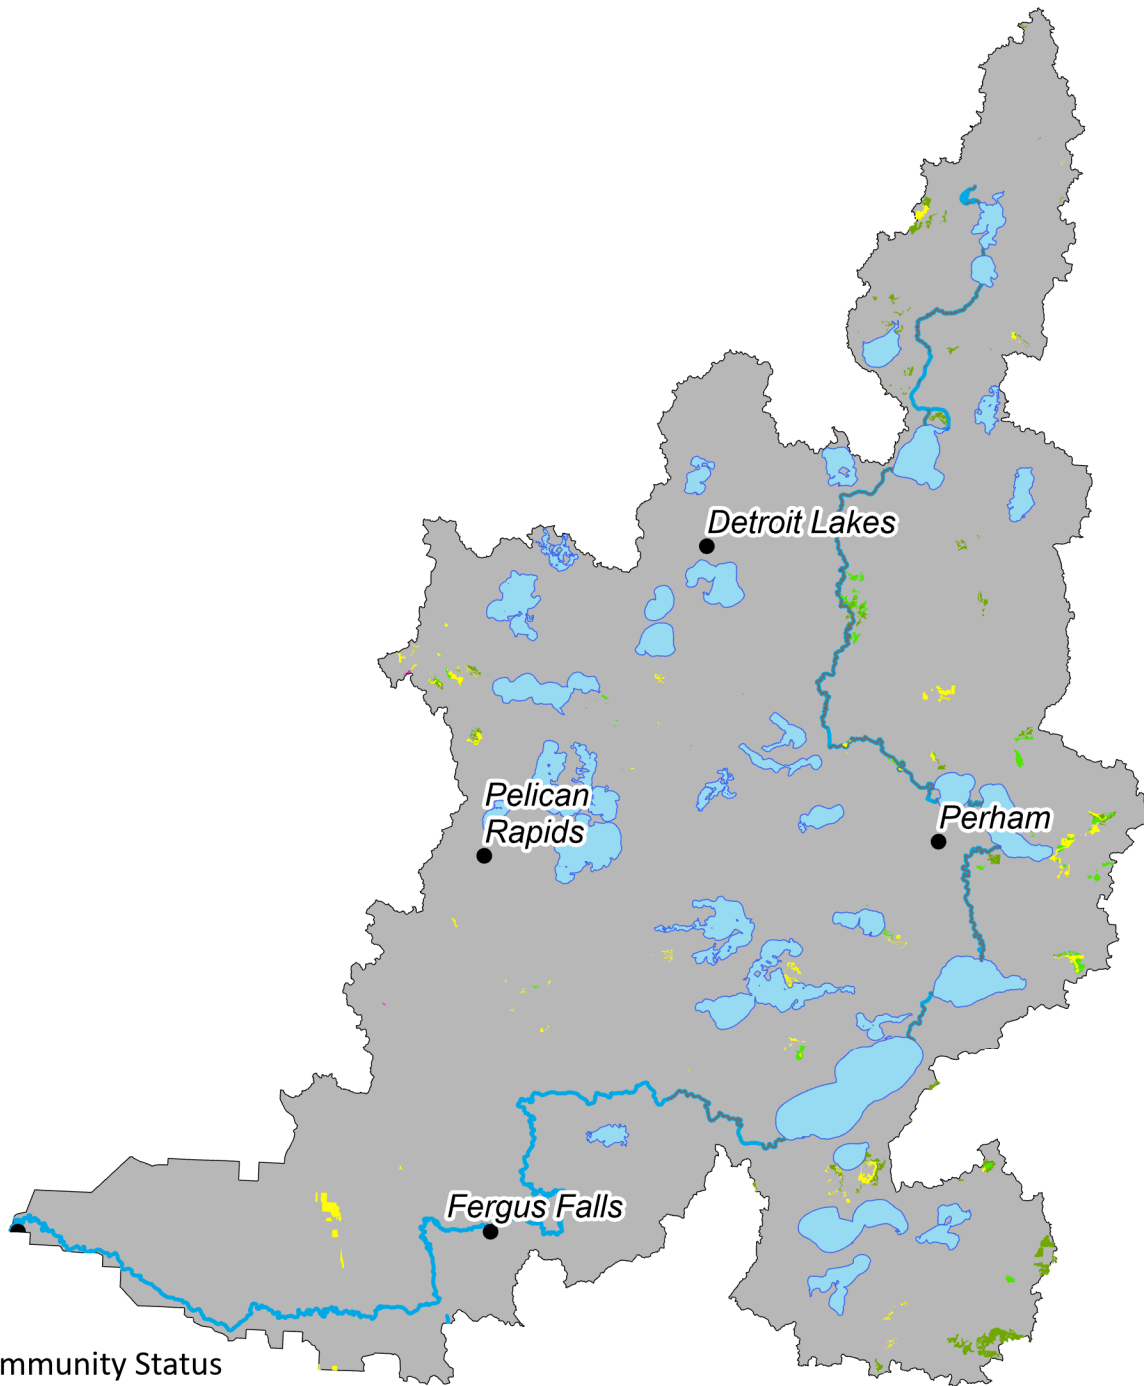 Detroit Lakes
Pelican
Rapids
Perham
Fergus Falls
mmunity Status